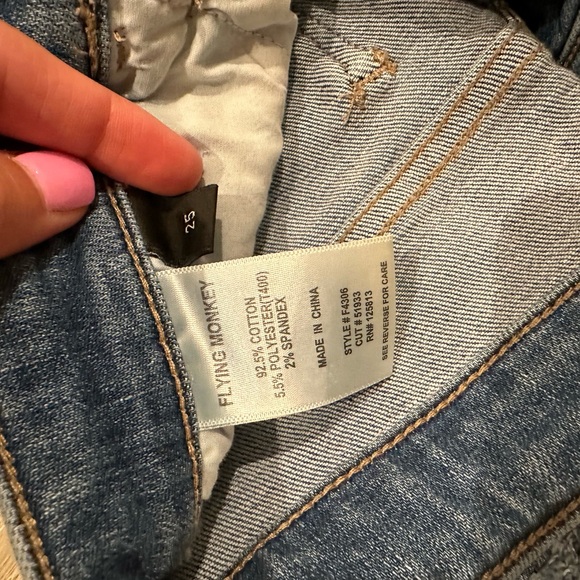 25
FLYING MONKEY
92.5% COTTON
5.5% POLYESTER(T400)
2% SPANDEX
MADE IN CHINA
STYLE # F4306
CUT # 51933
RN# 125813
SEE REVERSE FOR CARE